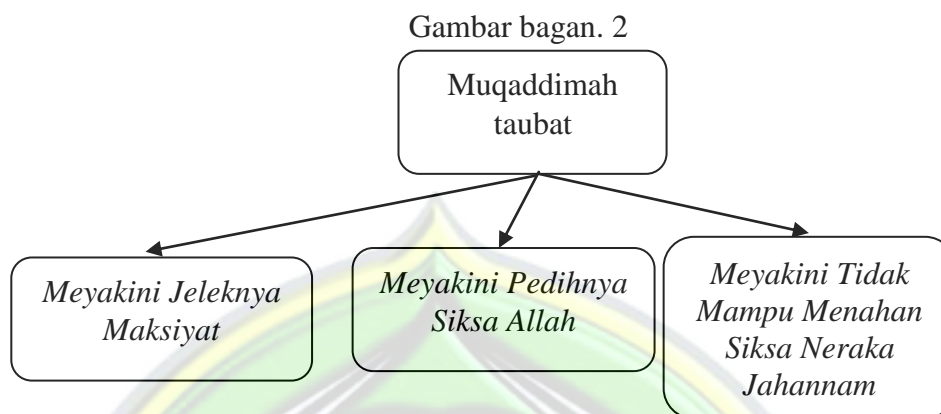 Gambar bagan. 2
Muqaddimah
taubat
Meyakini Jeleknya
Maksiyat
Meyakini Pedihnya
Siksa Allah
Meyakini Tidak
Mampu Menahan
Siksa Neraka
Jahannam